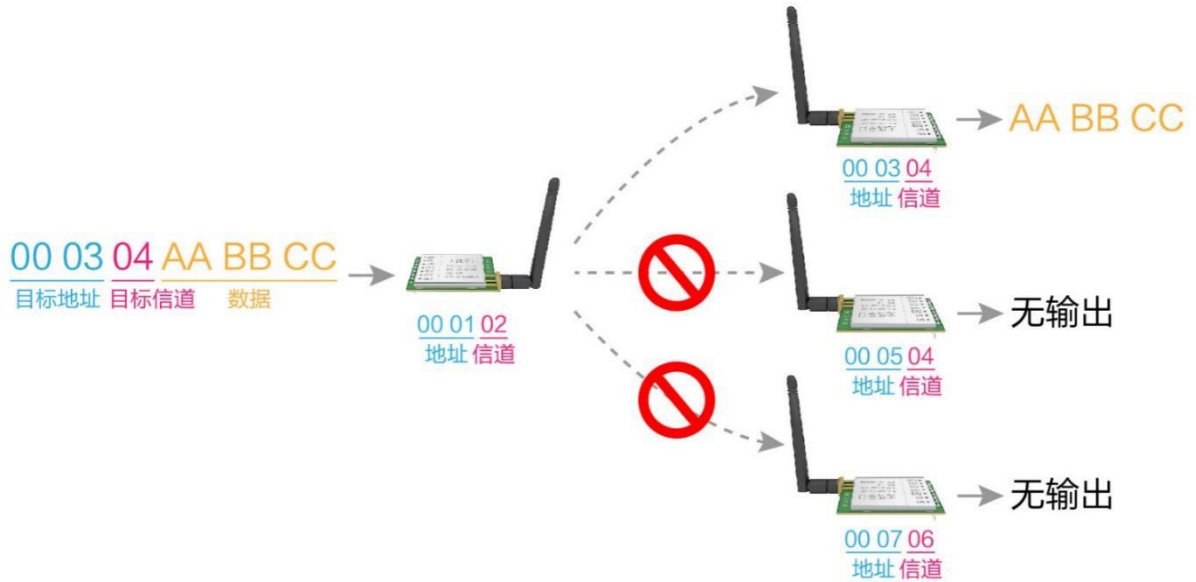 00 03 04 AA BB CC
目标地址 目标信道 数据
00 01 02
地址 信道
AA BB CC
00 03 04
地址 信道
无输出
00 05 04
地址 信道
无输出
00 07 06
地址 信道